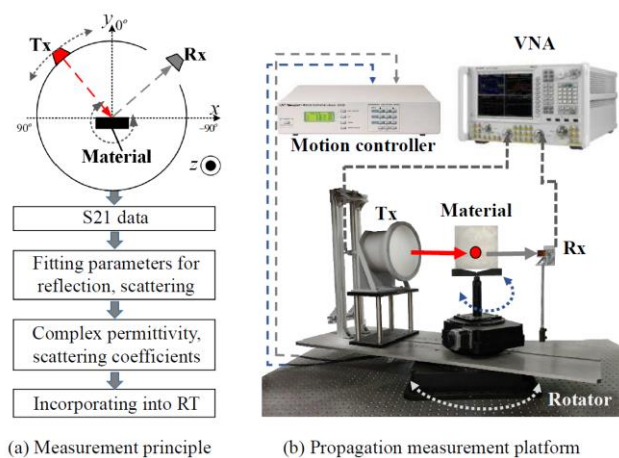 y 0°
Tx
Rx
x
90°
−90°
Material
z
S21 data
Fitting parameters for
reflection, scattering
Complex permittivity,
scattering coefficients
Incorporating into RT
(a) Measurement principle
VNA
Motion controller
Tx
Material
Rx
Rotator
(b) Propagation measurement platform